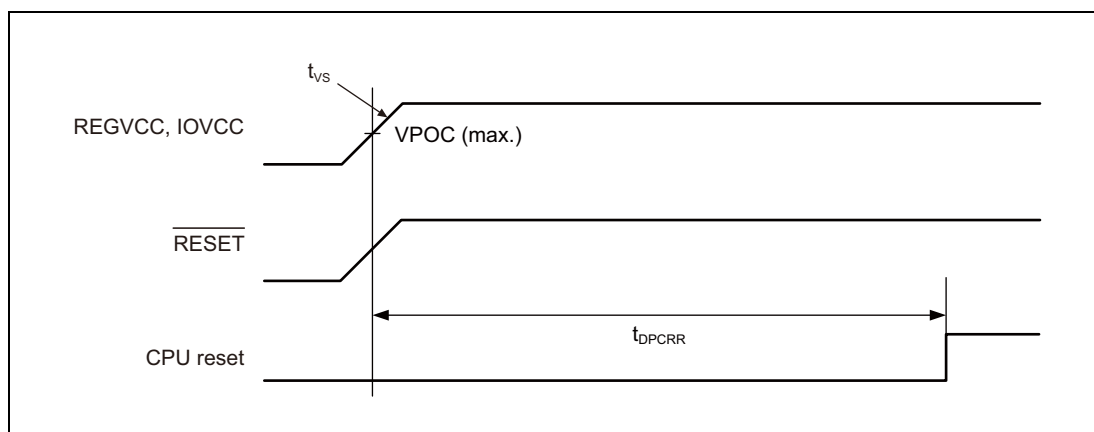 tVS
REGVCC, IOVCC
VPOC (max.)
RESET
tDPCRR
CPU reset